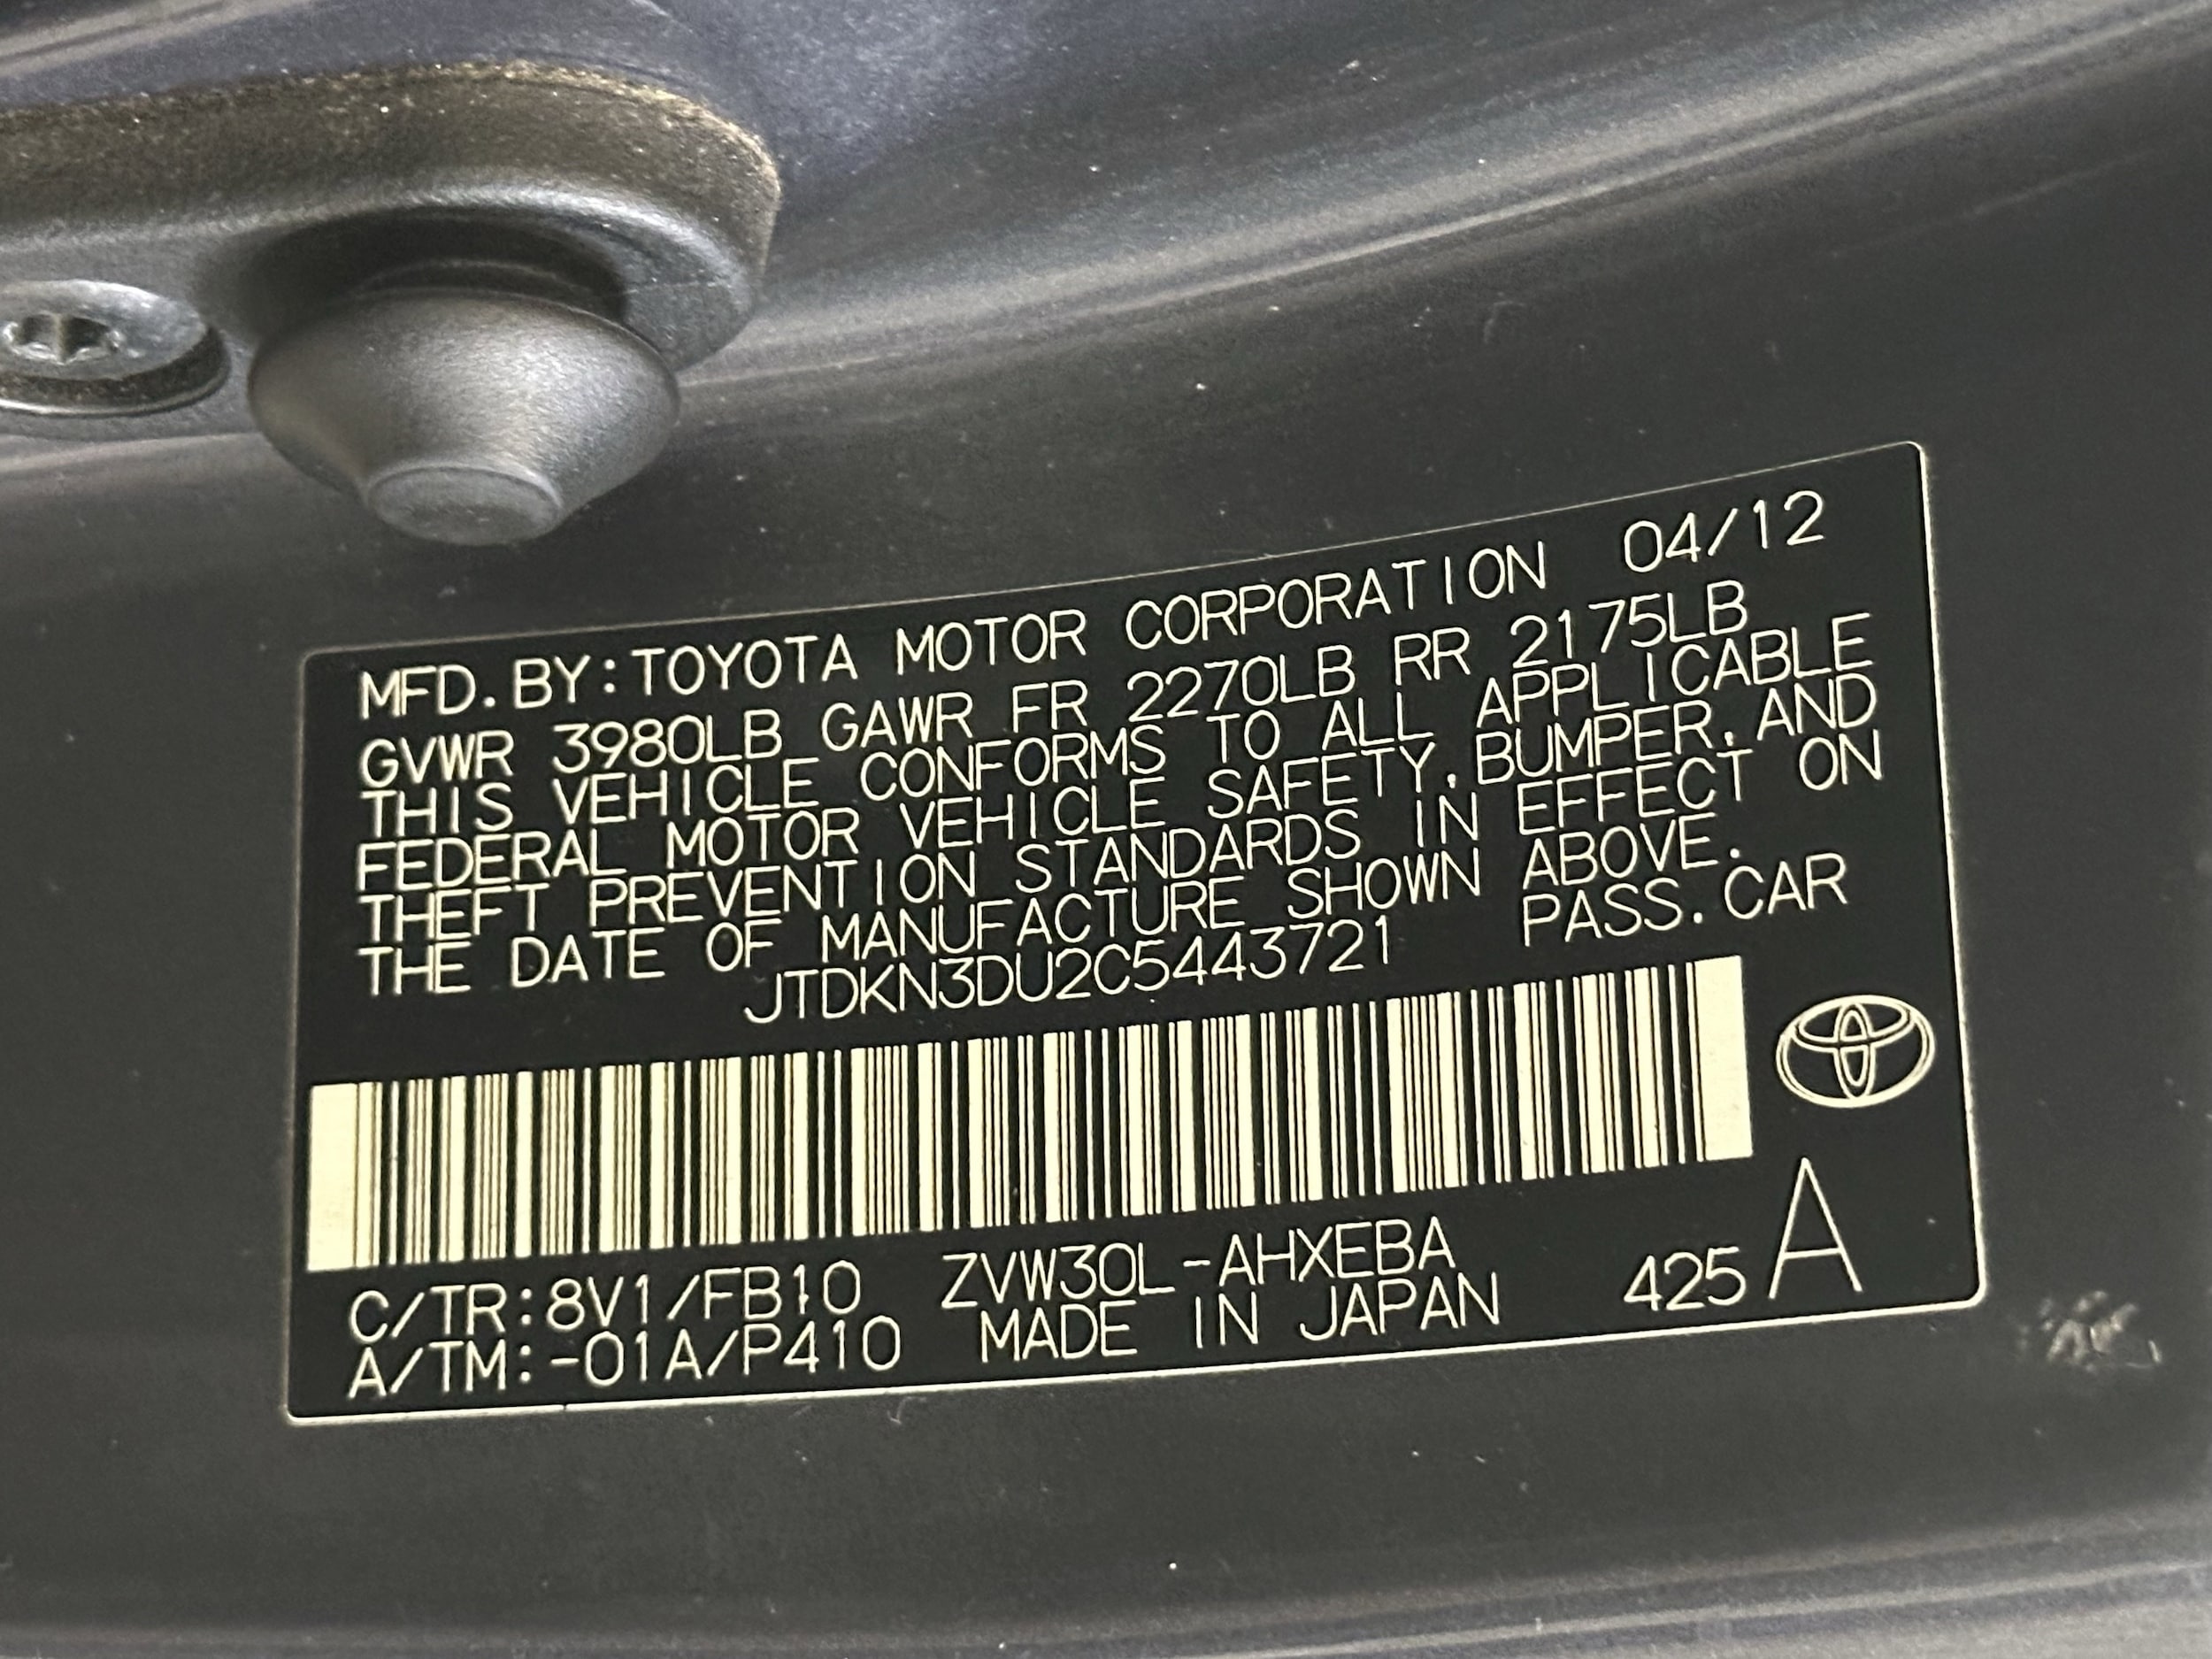 MFD.BY:TOYOTA MOTOR CORPORATION 04/12
GVWR 3980LB GAWR FR 2270LB RR 2175LB
THIS VEHICLE CONFORMS TO ALL APPLICABLE
FEDERAL MOTOR VEHICLE SAFETY,BUMPER,AND
THEFT PREVENTION STANDARDS IN EFFECT ON
THE DATE OF MANUFACTURE SHOWN ABOVE.
JTDKN3DU2C5443721 PASS.CAR
C/TR:8V1/FB10 ZVW30L-AHXEBA
A/TM:-01A/P410 MADE IN JAPAN 425 A